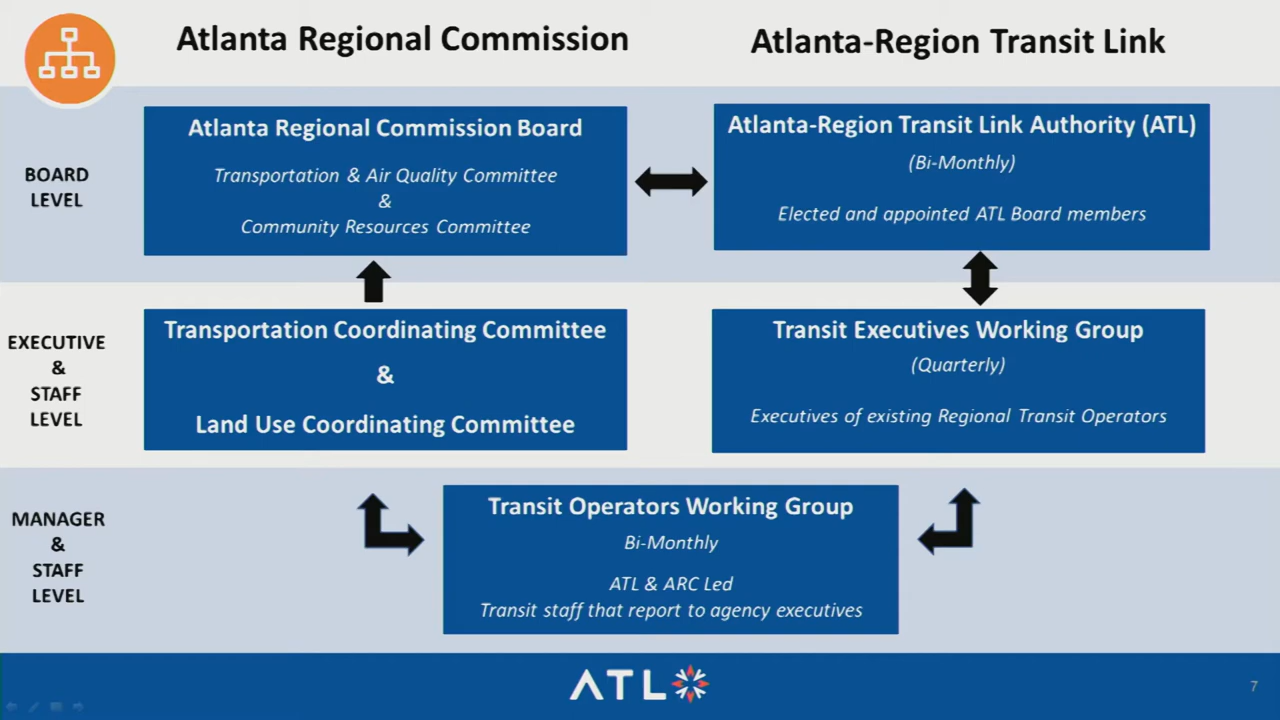 Atlanta Regional Commission
Atlanta-Region Transit Link
BOARD
LEVEL
Atlanta Regional Commission Board
Transportation & Air Quality Committee
&
Community Resources Committee
Atlanta-Region Transit Link Authority (ATL)
(Bi-Monthly)
Elected and appointed ATL Board members
EXECUTIVE
&
STAFF
LEVEL
Transportation Coordinating Committee
&
Land Use Coordinating Committee
Transit Executives Working Group
(Quarterly)
Executives of existing Regional Transit Operators
MANAGER
&
STAFF
LEVEL
Transit Operators Working Group
Bi-Monthly
ATL & ARC Led
Transit staff that report to agency executives
ATL
7